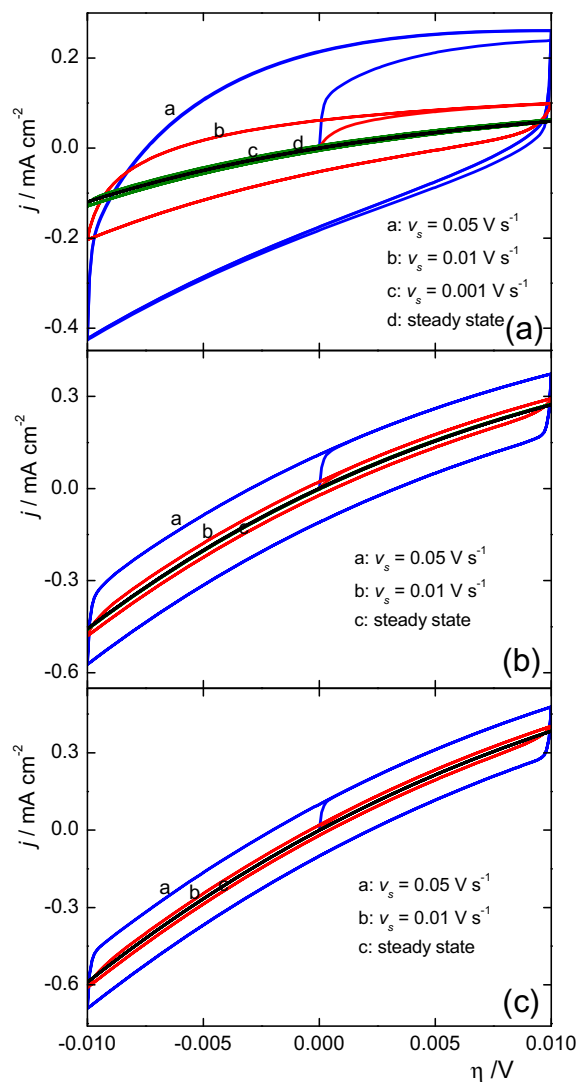 0.2
0.0
-0.2
-0.4
j / mA cm⁻²
a
b
c
d
a: vₛ = 0.05 V s⁻¹
b: vₛ = 0.01 V s⁻¹
c: vₛ = 0.001 V s⁻¹
d: steady state
(a)
0.3
0.0
-0.3
-0.6
j / mA cm⁻²
a
b
c
a: vₛ = 0.05 V s⁻¹
b: vₛ = 0.01 V s⁻¹
c: steady state
(b)
0.3
0.0
-0.3
-0.6
j / mA cm⁻²
a
b
c
a: vₛ = 0.05 V s⁻¹
b: vₛ = 0.01 V s⁻¹
c: steady state
(c)
-0.010 -0.005 0.000 0.005 0.010
η /V